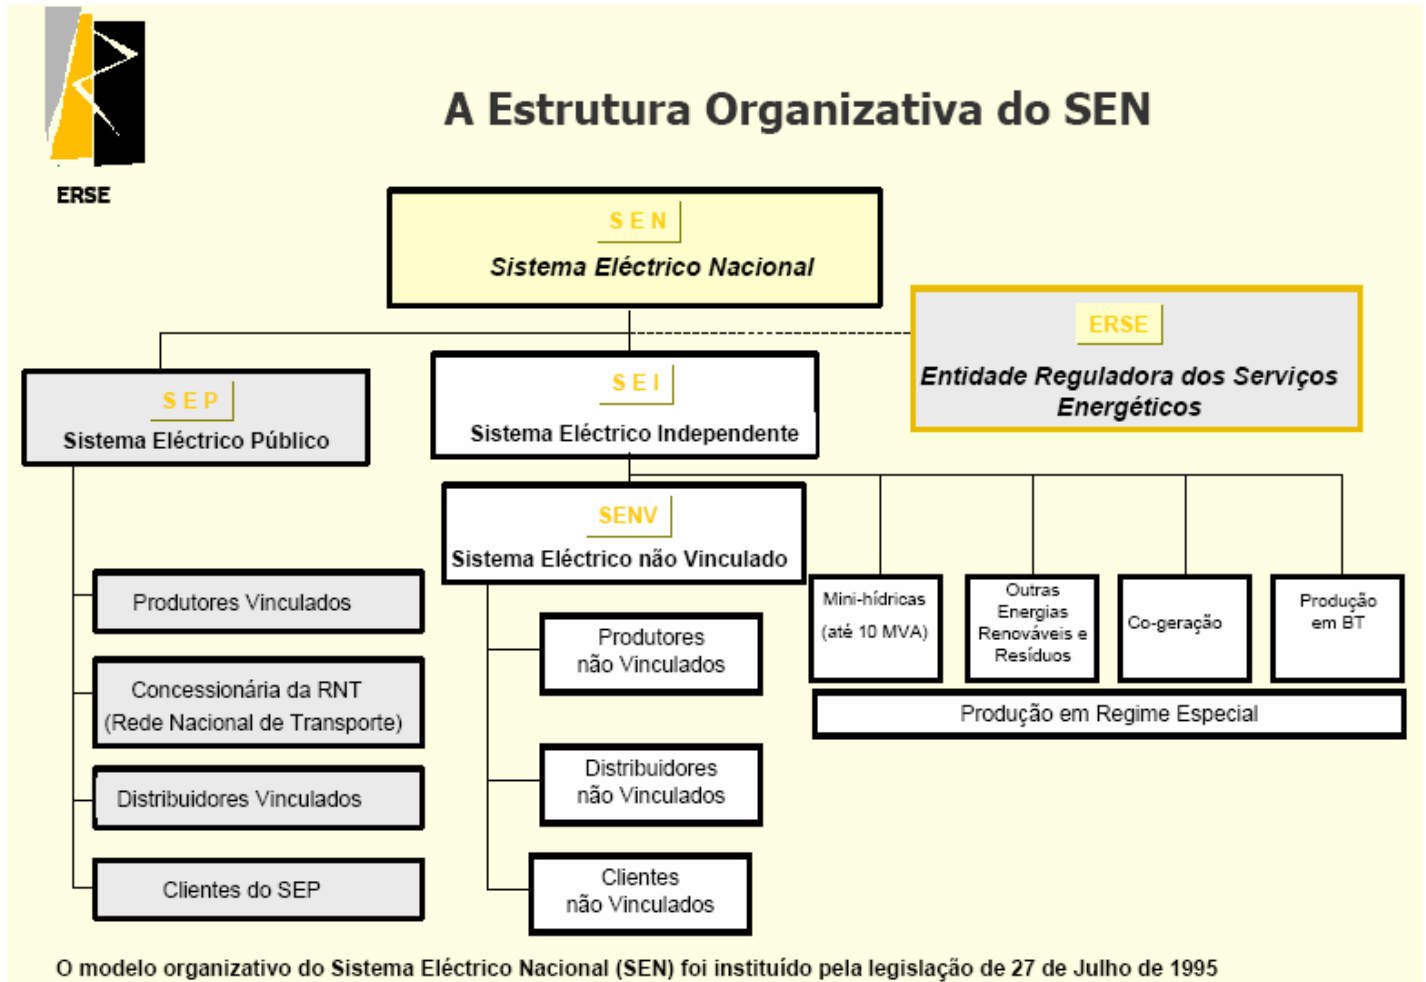 A Estrutura Organizativa do SEN
ERSE
S E N
Sistema Eléctrico Nacional
ERSE
Entidade Reguladora dos Serviços
Energéticos
S E P
Sistema Eléctrico Público
S E I
Sistema Eléctrico Independente
SENV
Sistema Eléctrico não Vinculado
Produtores Vinculados
Concessionária da RNT
(Rede Nacional de Transporte)
Distribuidores Vinculados
Clientes do SEP
Produtores
não Vinculados
Distribuidores
não Vinculados
Clientes
não Vinculados
Mini-hídricas
(até 10 MVA)
Outras
Energias
Renováveis e
Resíduos
Co-geração
Produção
em BT
Produção em Regime Especial
O modelo organizativo do Sistema Eléctrico Nacional (SEN) foi instituído pela legislação de 27 de Julho de 1995